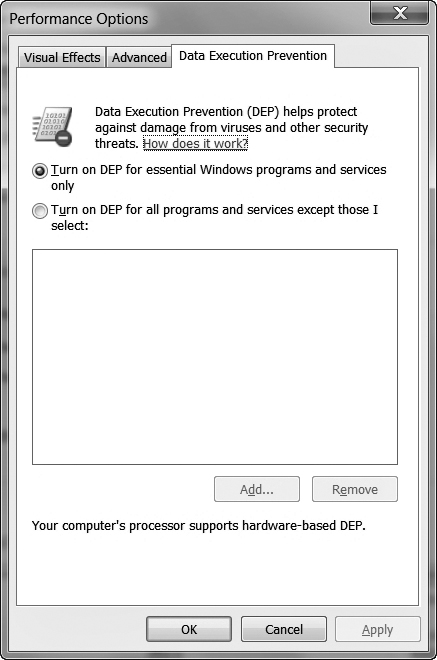 Performance Options
X
Visual Effects Advanced Data Execution Prevention
Data Execution Prevention (DEP) helps protect
against damage from viruses and other security
threats. How does it work?
Turn on DEP for essential Windows programs and services
only
Turn on DEP for all programs and services except those I
select:
Add... Remove
Your computer's processor supports hardware-based DEP.
OK Cancel Apply